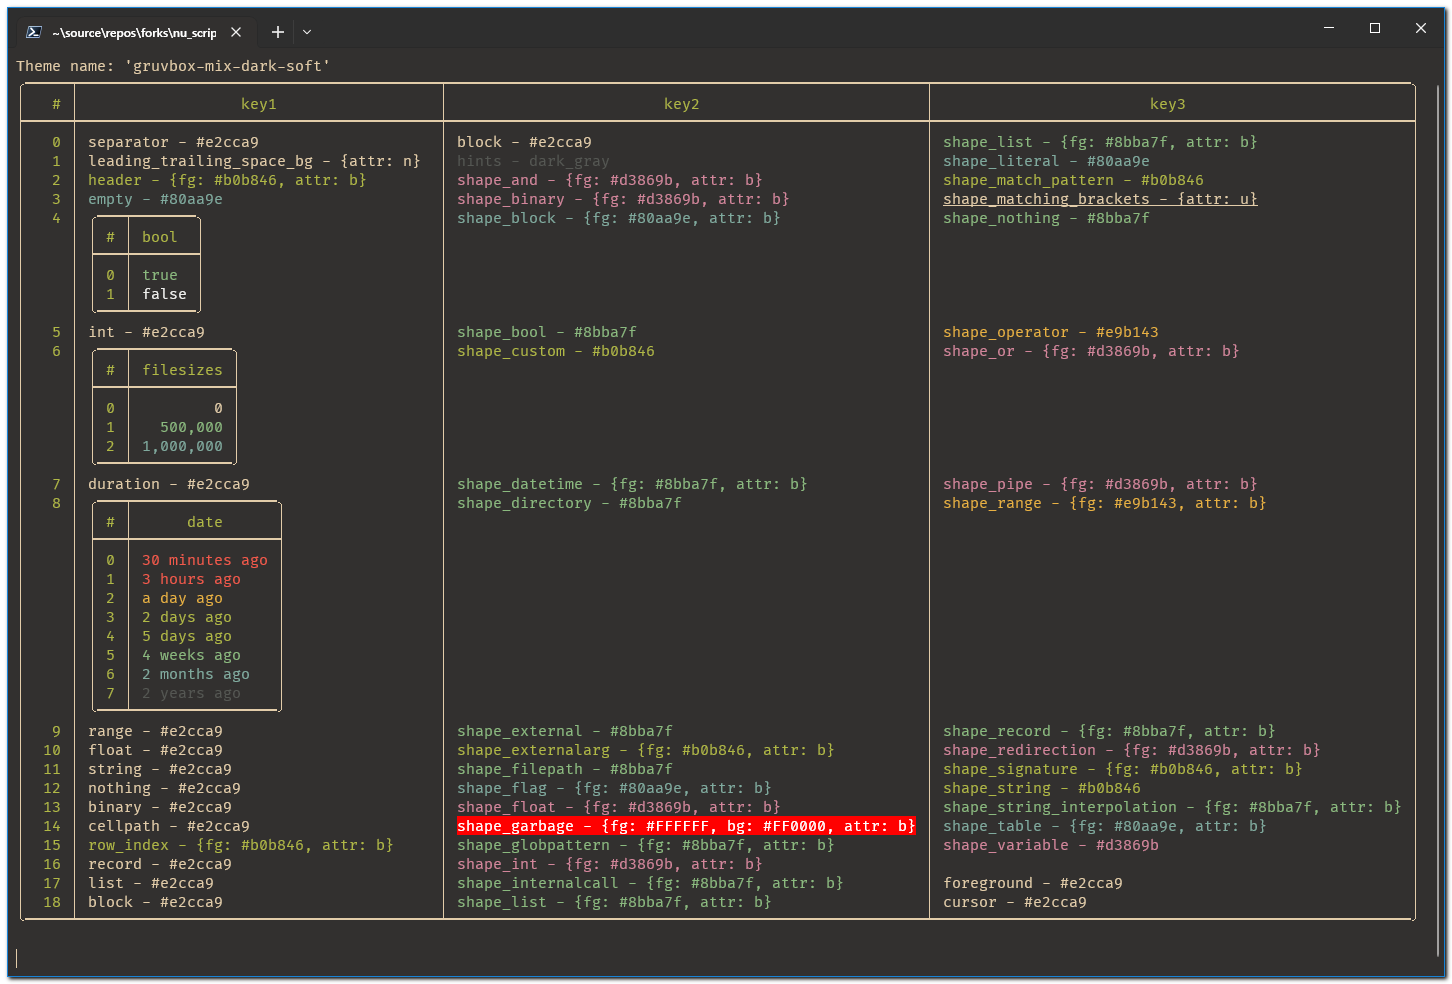 ~\source\repos\forks\nu_scrip
Theme name: 'gruvbox-mix-dark-soft'
# key1 key2 key3
0 separator - #e2cca9 block - #e2cca9 shape_list - {fg: #8bba7f, attr: b}
1 leading_trailing_space_bg - {attr: n} hints - dark_gray shape_literal - #80aa9e
2 header - {fg: #b0b846, attr: b} shape_and - {fg: #d3869b, attr: b} shape_match_pattern - #b0b846
3 empty - #80aa9e shape_binary - {fg: #d3869b, attr: b} shape_matching_brackets - {attr: u}
4 shape_block - {fg: #80aa9e, attr: b} shape_nothing - #8bba7f
# bool
0 true
1 false
5 int - #e2cca9 shape_bool - #8bba7f shape_operator - #e9b143
6 shape_custom - #b0b846 shape_or - {fg: #d3869b, attr: b}
# filesizes
0 0
1 500,000
2 1,000,000
7 duration - #e2cca9 shape_datetime - {fg: #8bba7f, attr: b} shape_pipe - {fg: #d3869b, attr: b}
8 shape_directory - #8bba7f shape_range - {fg: #e9b143, attr: b}
# date
0 30 minutes ago
1 3 hours ago
2 a day ago
3 2 days ago
4 5 days ago
5 4 weeks ago
6 2 months ago
7 2 years ago
9 range - #e2cca9 shape_external - #8bba7f shape_record - {fg: #8bba7f, attr: b}
10 float - #e2cca9 shape_externalarg - {fg: #b0b846, attr: b} shape_redirection - {fg: #d3869b, attr: b}
11 string - #e2cca9 shape_filepath - #8bba7f shape_signature - {fg: #b0b846, attr: b}
12 nothing - #e2cca9 shape_flag - {fg: #80aa9e, attr: b} shape_string - #b0b846
13 binary - #e2cca9 shape_float - {fg: #d3869b, attr: b} shape_string_interpolation - {fg: #8bba7f, attr: b}
14 cellpath - #e2cca9 shape_garbage - {fg: #FFFFFF, bg: #FF0000, attr: b} shape_table - {fg: #80aa9e, attr: b}
15 row_index - {fg: #b0b846, attr: b} shape_globpattern - {fg: #8bba7f, attr: b} shape_variable - #d3869b
16 record - #e2cca9 shape_int - {fg: #d3869b, attr: b}
17 list - #e2cca9 shape_internalcall - {fg: #8bba7f, attr: b} foreground - #e2cca9
18 block - #e2cca9 shape_list - {fg: #8bba7f, attr: b} cursor - #e2cca9